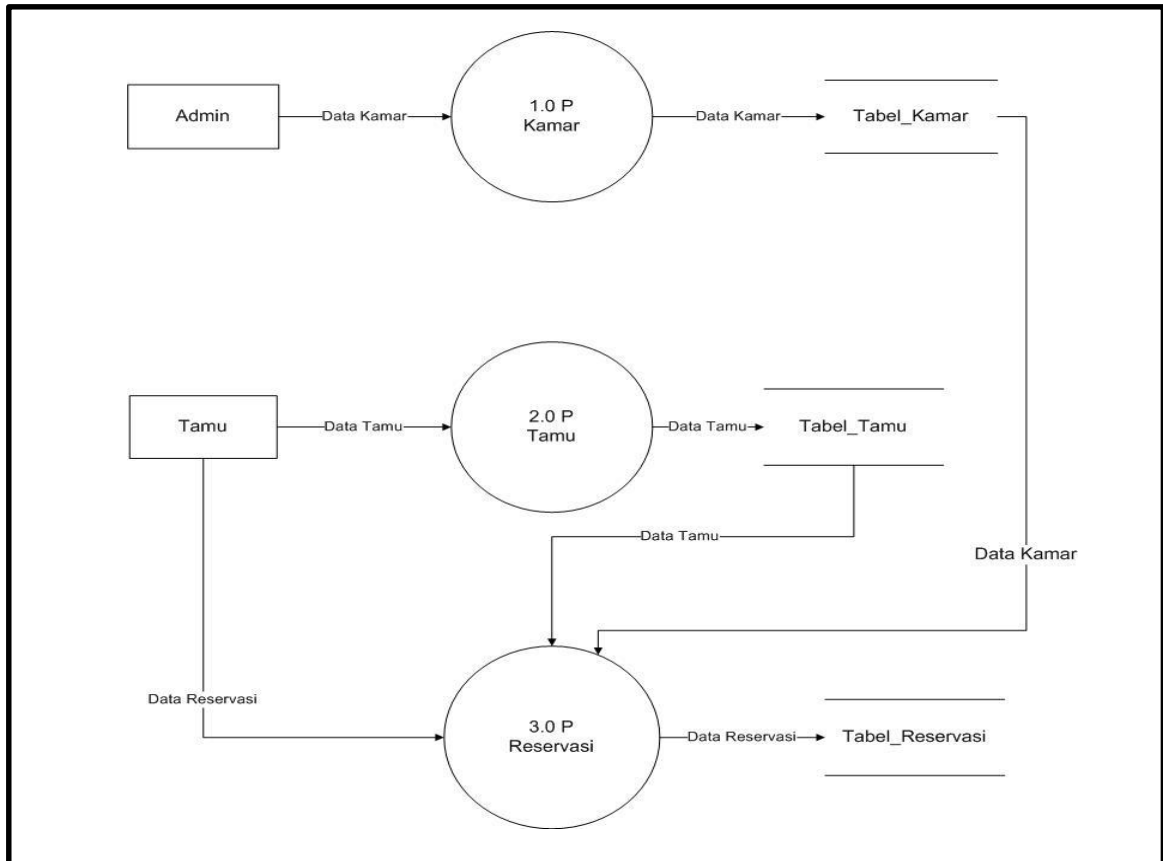 Admin
Data Kamar
1.0 P
Kamar
Data Kamar
Tabel_Kamar
Tamu
Data Tamu
2.0 P
Tamu
Data Tamu
Tabel_Tamu
Data Tamu
Data Kamar
Data Reservasi
3.0 P
Reservasi
Data Reservasi
Tabel_Reservasi